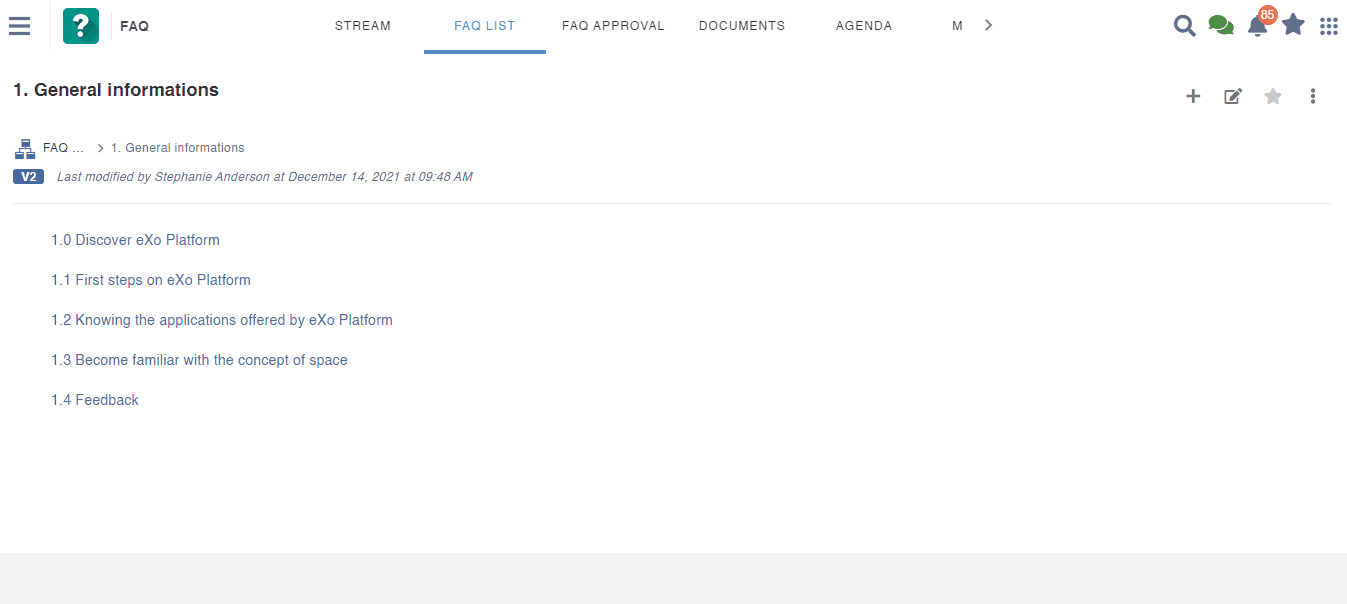 ? FAQ STREAM FAQ LIST FAQ APPROVAL DOCUMENTS AGENDA M 85
1. General informations
FAQ ... > 1. General informations
V2 Last modified by Stephanie Anderson at December 14, 2021 at 09:48 AM
1.0 Discover eXo Platform
1.1 First steps on eXo Platform
1.2 Knowing the applications offered by eXo Platform
1.3 Become familiar with the concept of space
1.4 Feedback